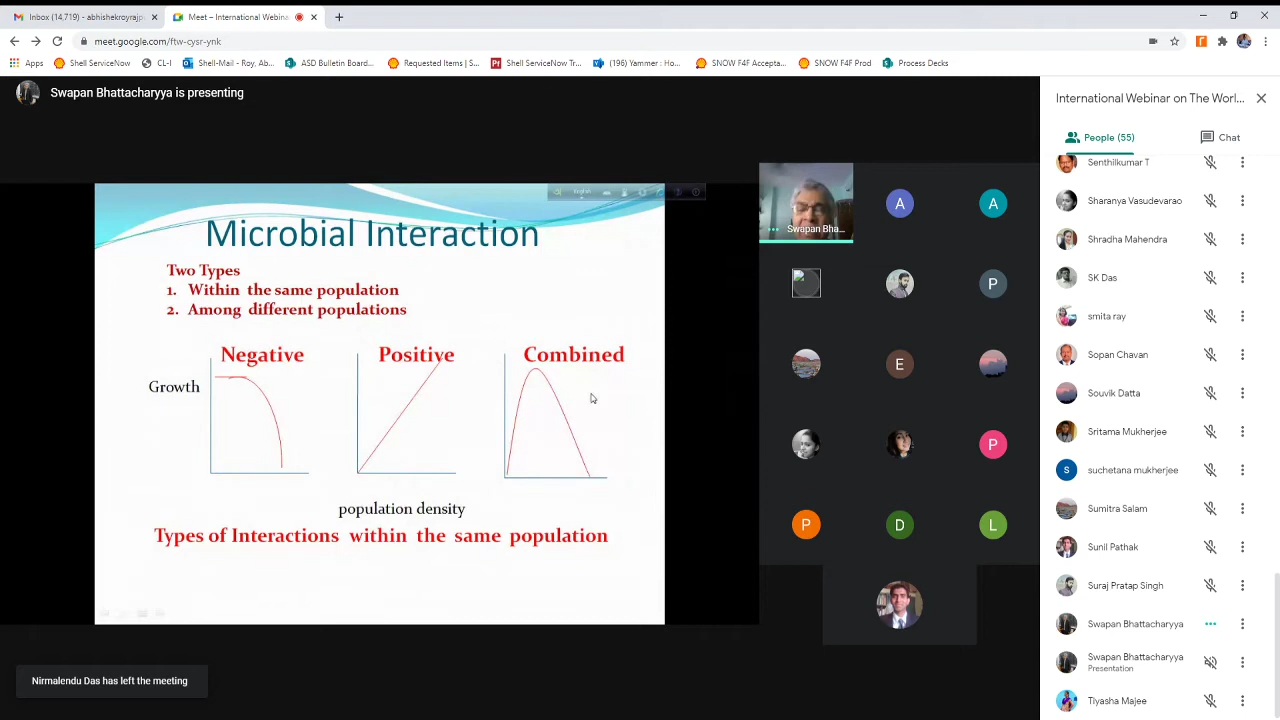 Inbox (14,719) - abhishekroyrajp
Meet – International Webina
meet.google.com/ftw-cysr-ynk
Apps
Shell ServiceNow
CL-I
Shell-Mail - Roy, Ab...
ASD Bulletin Board...
Requested Items | S...
Shell ServiceNow Tr...
(196) Yammer : Ho...
SNOW F4F Accepta...
SNOW F4F Prod
Process Decks
Swapan Bhattacharyya is presenting
International Webinar on The Worl...
People (55)
Chat
English
Microbial Interaction
Two Types
1. Within the same population
2. Among different populations
Negative
Positive
Combined
Growth
population density
Types of Interactions within the same population
Swapan Bha...
A
A
P
E
P
P
D
L
Senthilkumar T
Sharanya Vasudevarao
Shradha Mahendra
SK Das
smita ray
Sopan Chavan
Souvik Datta
Sritama Mukherjee
s
suchetana mukherjee
Sumitra Salam
Sunil Pathak
Suraj Pratap Singh
Swapan Bhattacharyya
Swapan Bhattacharyya
Presentation
Tiyasha Majee
Nirmalendu Das has left the meeting